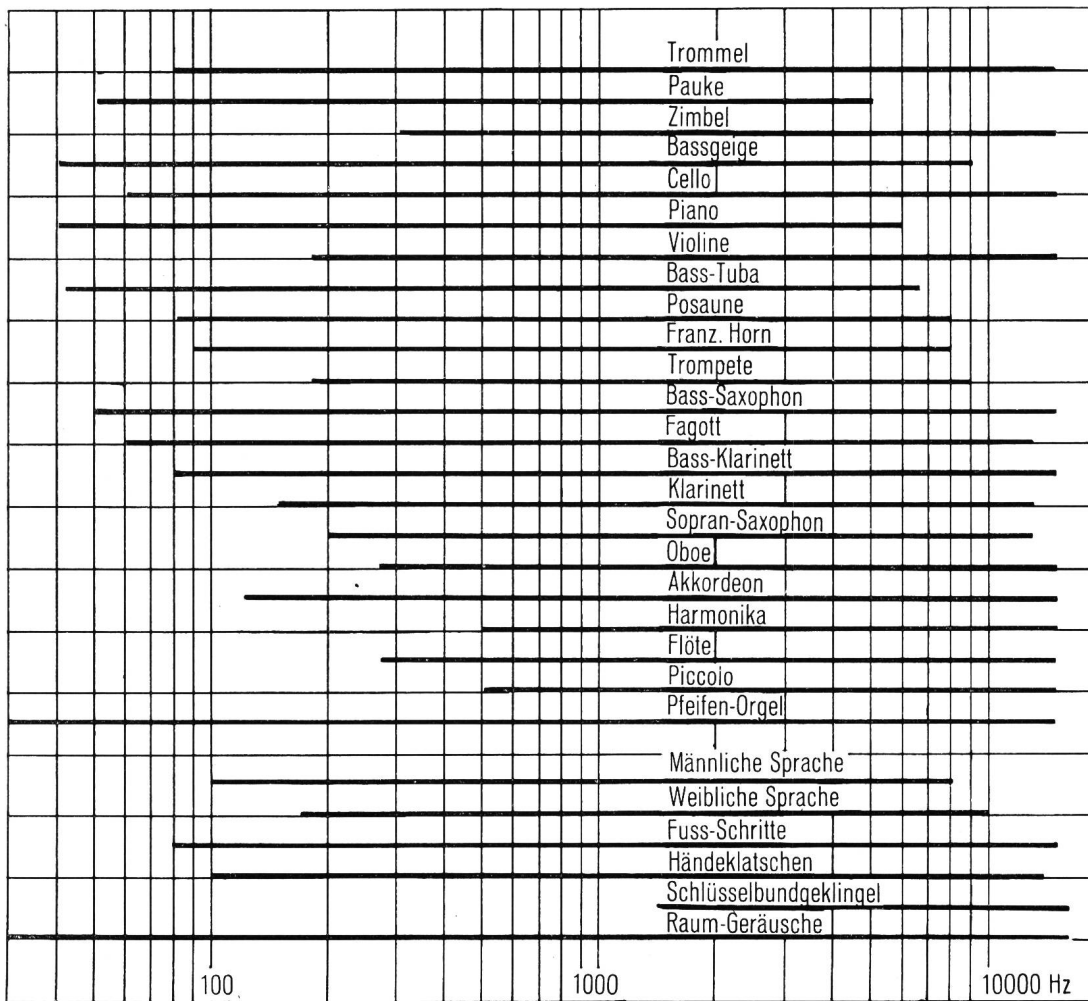 Trommel
Pauke
Zimbel
Bassgeige
Cello
Piano
Violine
Bass-Tuba
Posaune
Franz. Horn
Trompete
Bass-Saxophon
Fagott
Bass-Klarinett
Klarinett
Sopran-Saxophon
Oboe
Akkordeon
Harmonika
Flöte
Piccolo
Pfeifen-Orgel
Männliche Sprache
Weibliche Sprache
Fuss-Schritte
Händeklatschen
Schlüsselbundgeklingel
Raum-Geräusche
100 1000 10000 Hz